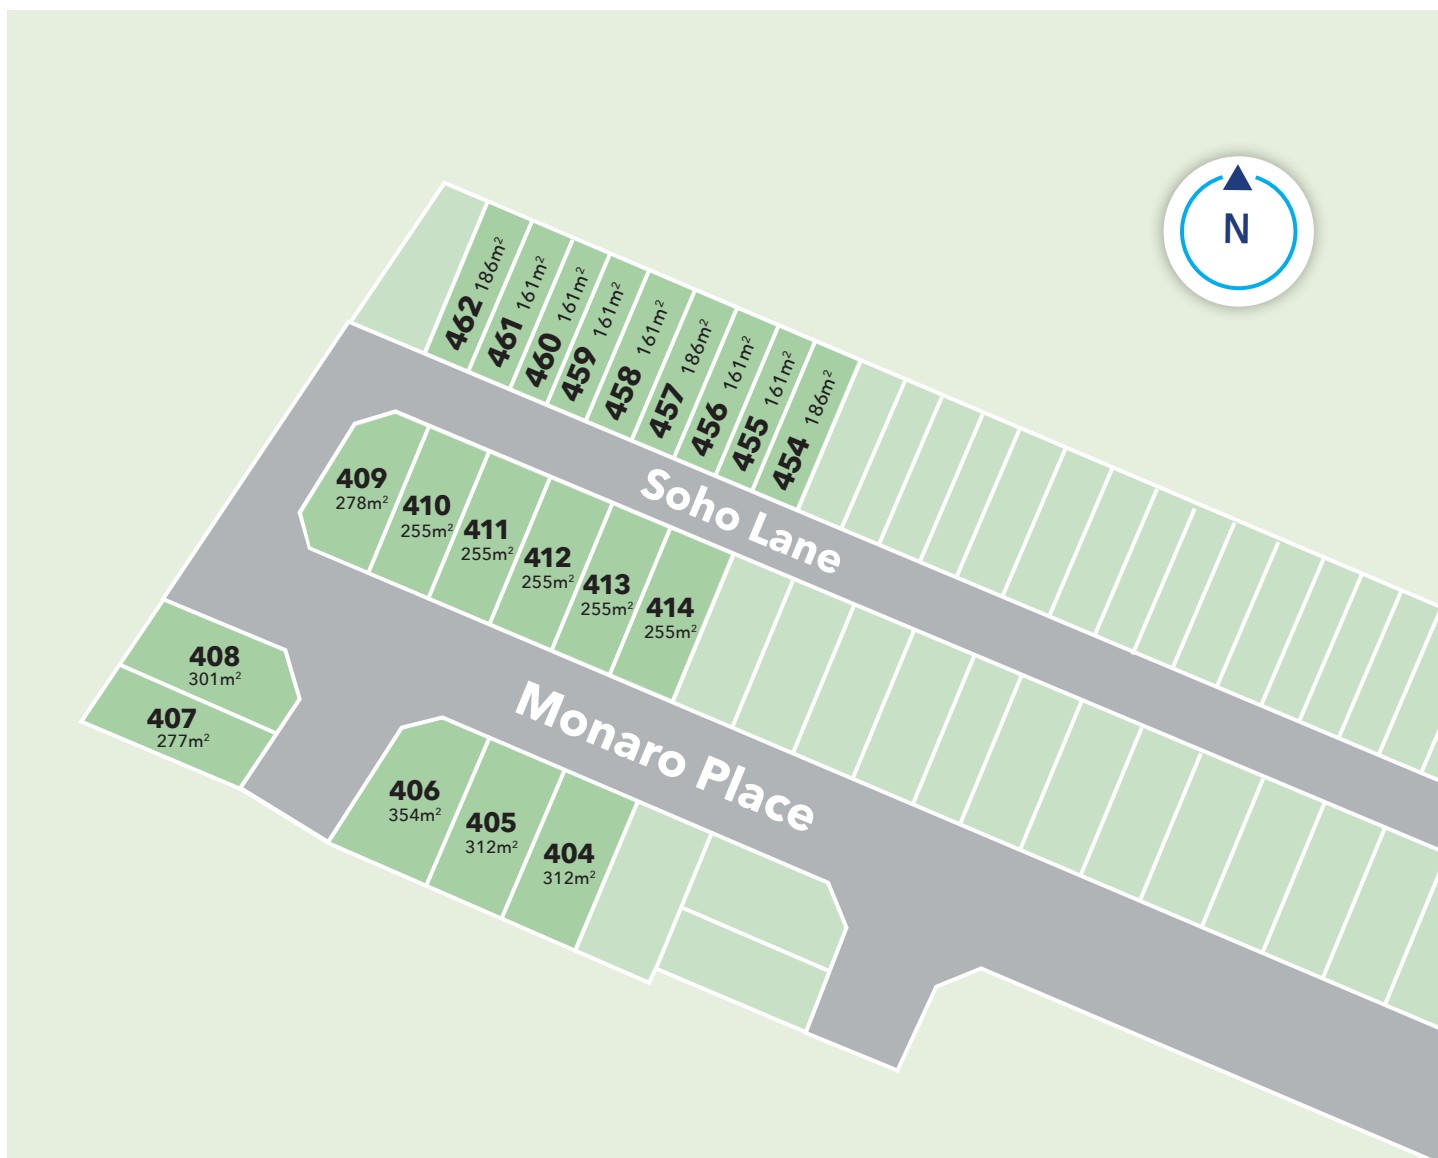 N
462 186m²
461 161m²
460 161m²
459 161m²
458 161m²
457 186m²
456 161m²
455 161m²
454 186m²
Soho Lane
409
278m²
410
255m²
411
255m²
412
255m²
413
255m²
414
255m²
408
301m²
407
277m²
Monaro Place
406
354m²
405
312m²
404
312m²